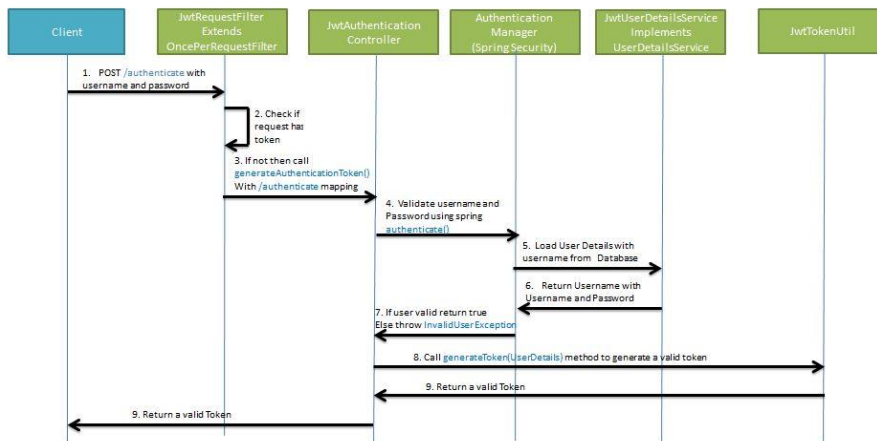 Client
JwtRequestFilter
Extends
OncePerRequestFilter
JwtAuthentication
Controller
Authentication
Manager
(Spring Security)
JwtUserDetailsService
Implements
UserDetailsService
JwtTokenUtil
1. POST /authenticate with
username and password
2. Check if
request has
token
3. If not then call
generateAuthenticationToken()
With /authenticate mapping
4. Validate username and
Password using spring
authenticate()
5. Load User Details with
username from Database
6. Return Username with
Username and Password
7. If user valid return true
Else throw InvalidUserException
8. Call generateToken(UserDetails) method to generate a valid token
9. Return a valid Token
9. Return a valid Token